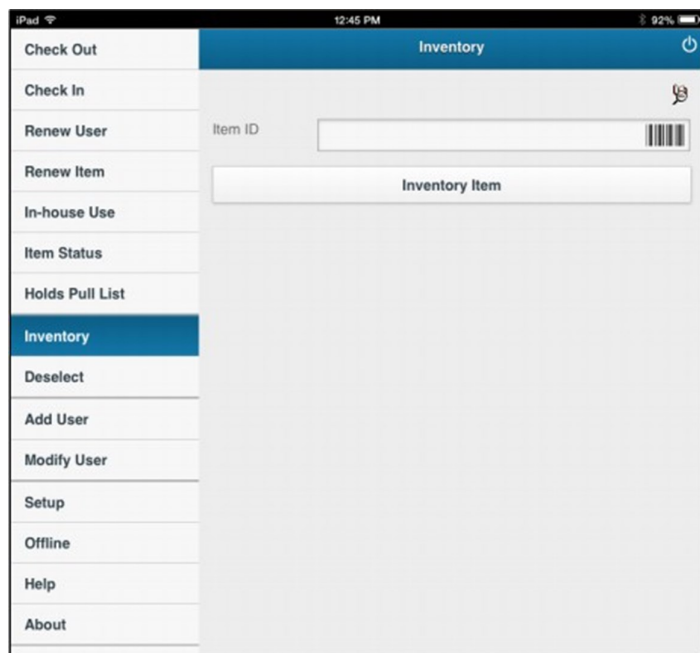 iPad 12:45 PM 92%
Check Out
Check In
Renew User
Renew Item
In-house Use
Item Status
Holds Pull List
Inventory
Deselect
Add User
Modify User
Setup
Offline
Help
About
Inventory
Item ID
Inventory Item